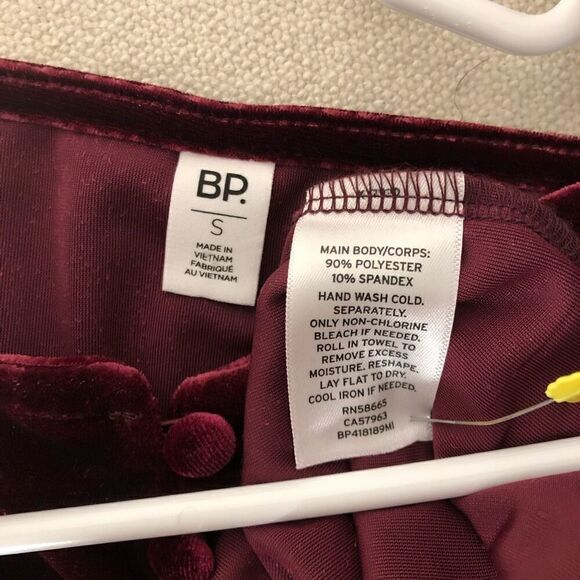 BP.
S
MADE IN
VIETNAM
FABRIQUÉ
AU VIETNAM
MAIN BODY/CORPS:
90% POLYESTER
10% SPANDEX
HAND WASH COLD.
SEPARATELY.
ONLY NON-CHLORINE
BLEACH IF NEEDED.
ROLL IN TOWEL TO
REMOVE EXCESS
MOISTURE. RESHAPE.
LAY FLAT TO DRY.
COOL IRON IF NEEDED.
RN58665
CA57963
BP418189MI